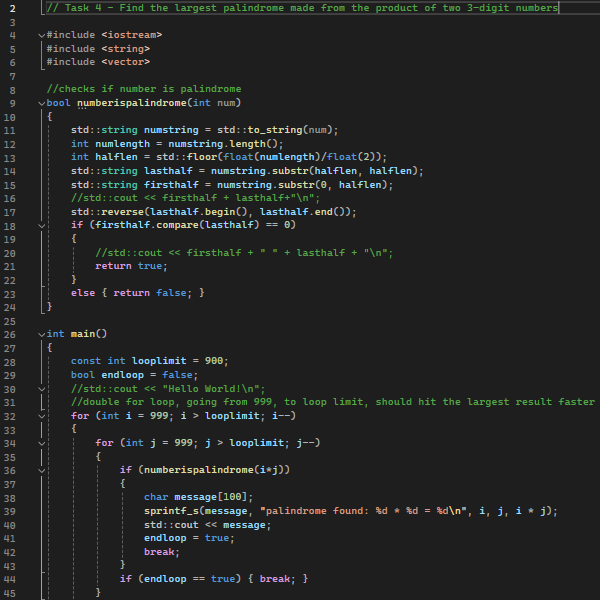 2 // Task 4 - Find the largest palindrome made from the product of two 3-digit numbers
3
4 #include <iostream>
5 #include <string>
6 #include <vector>
7
8 //checks if number is palindrome
9 bool numberispalindrome(int num)
10 {
11     std::string numstring = std::to_string(num);
12     int numlength = numstring.length();
13     int halflen = std::floor(float(numlength)/float(2));
14     std::string lasthalf = numstring.substr(halflen, halflen);
15     std::string firsthalf = numstring.substr(0, halflen);
16     //std::cout << firsthalf + lasthalf+"\n";
17     std::reverse(lasthalf.begin(), lasthalf.end());
18     if (firsthalf.compare(lasthalf) == 0)
19     {
20         //std::cout << firsthalf + " " + lasthalf + "\n";
21         return true;
22     }
23     else { return false; }
24 }
25
26 int main()
27 {
28     const int looplimit = 900;
29     bool endloop = false;
30     //std::cout << "Hello World!\n";
31     //double for loop, going from 999, to loop limit, should hit the largest result faster
32     for (int i = 999; i > looplimit; i--)
33     {
34         for (int j = 999; j > looplimit; j--)
35         {
36             if (numberispalindrome(i*j))
37             {
38                 char message[100];
39                 sprintf_s(message, "palindrome found: %d * %d = %d\n", i, j, i * j);
40                 std::cout << message;
41                 endloop = true;
42                 break;
43             }
44             if (endloop == true) { break; }
45         }